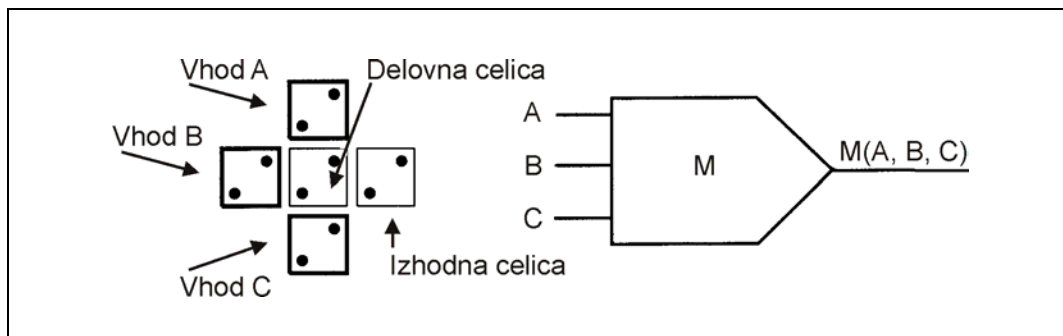 Vhod A
Delovna celica
Vhod B
Vhod C
Izhodna celica
A
B
C
M
M(A, B, C)